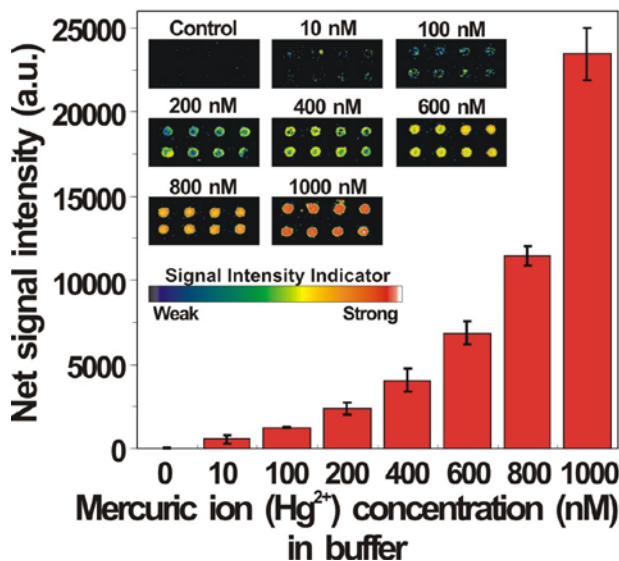 Net signal intensity (a.u.)
25000
20000
15000
10000
5000
0
Control 10 nM 100 nM
200 nM 400 nM 600 nM
800 nM 1000 nM
Signal Intensity Indicator
Weak Strong
0 10 100 200 400 600 800 1000
Mercuric ion (Hg²⁺) concentration (nM)
in buffer